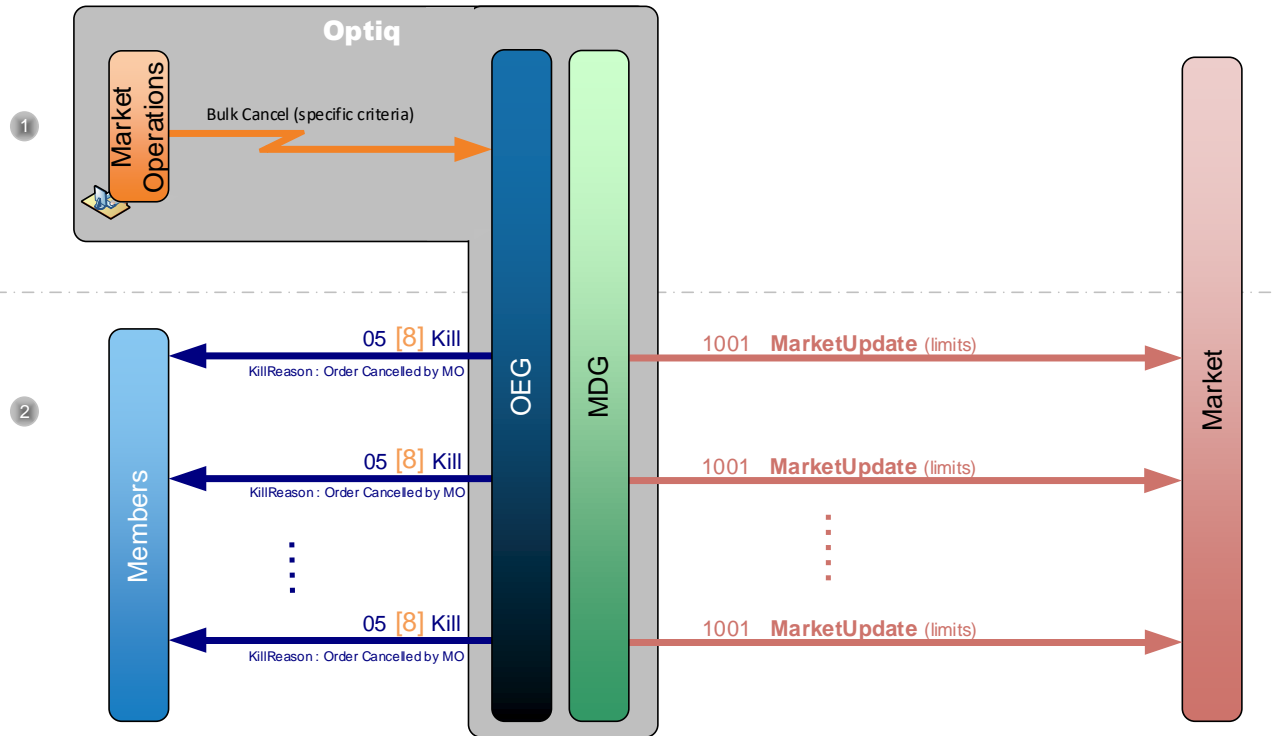 Optiq
Market
Operations
1
Bulk Cancel (specific criteria)
OEG
MDG
Market
Members
2
05 [8] Kill
KillReason : Order Cancelled by MO
1001 MarketUpdate (limits)
05 [8] Kill
KillReason : Order Cancelled by MO
1001 MarketUpdate (limits)
05 [8] Kill
KillReason : Order Cancelled by MO
1001 MarketUpdate (limits)